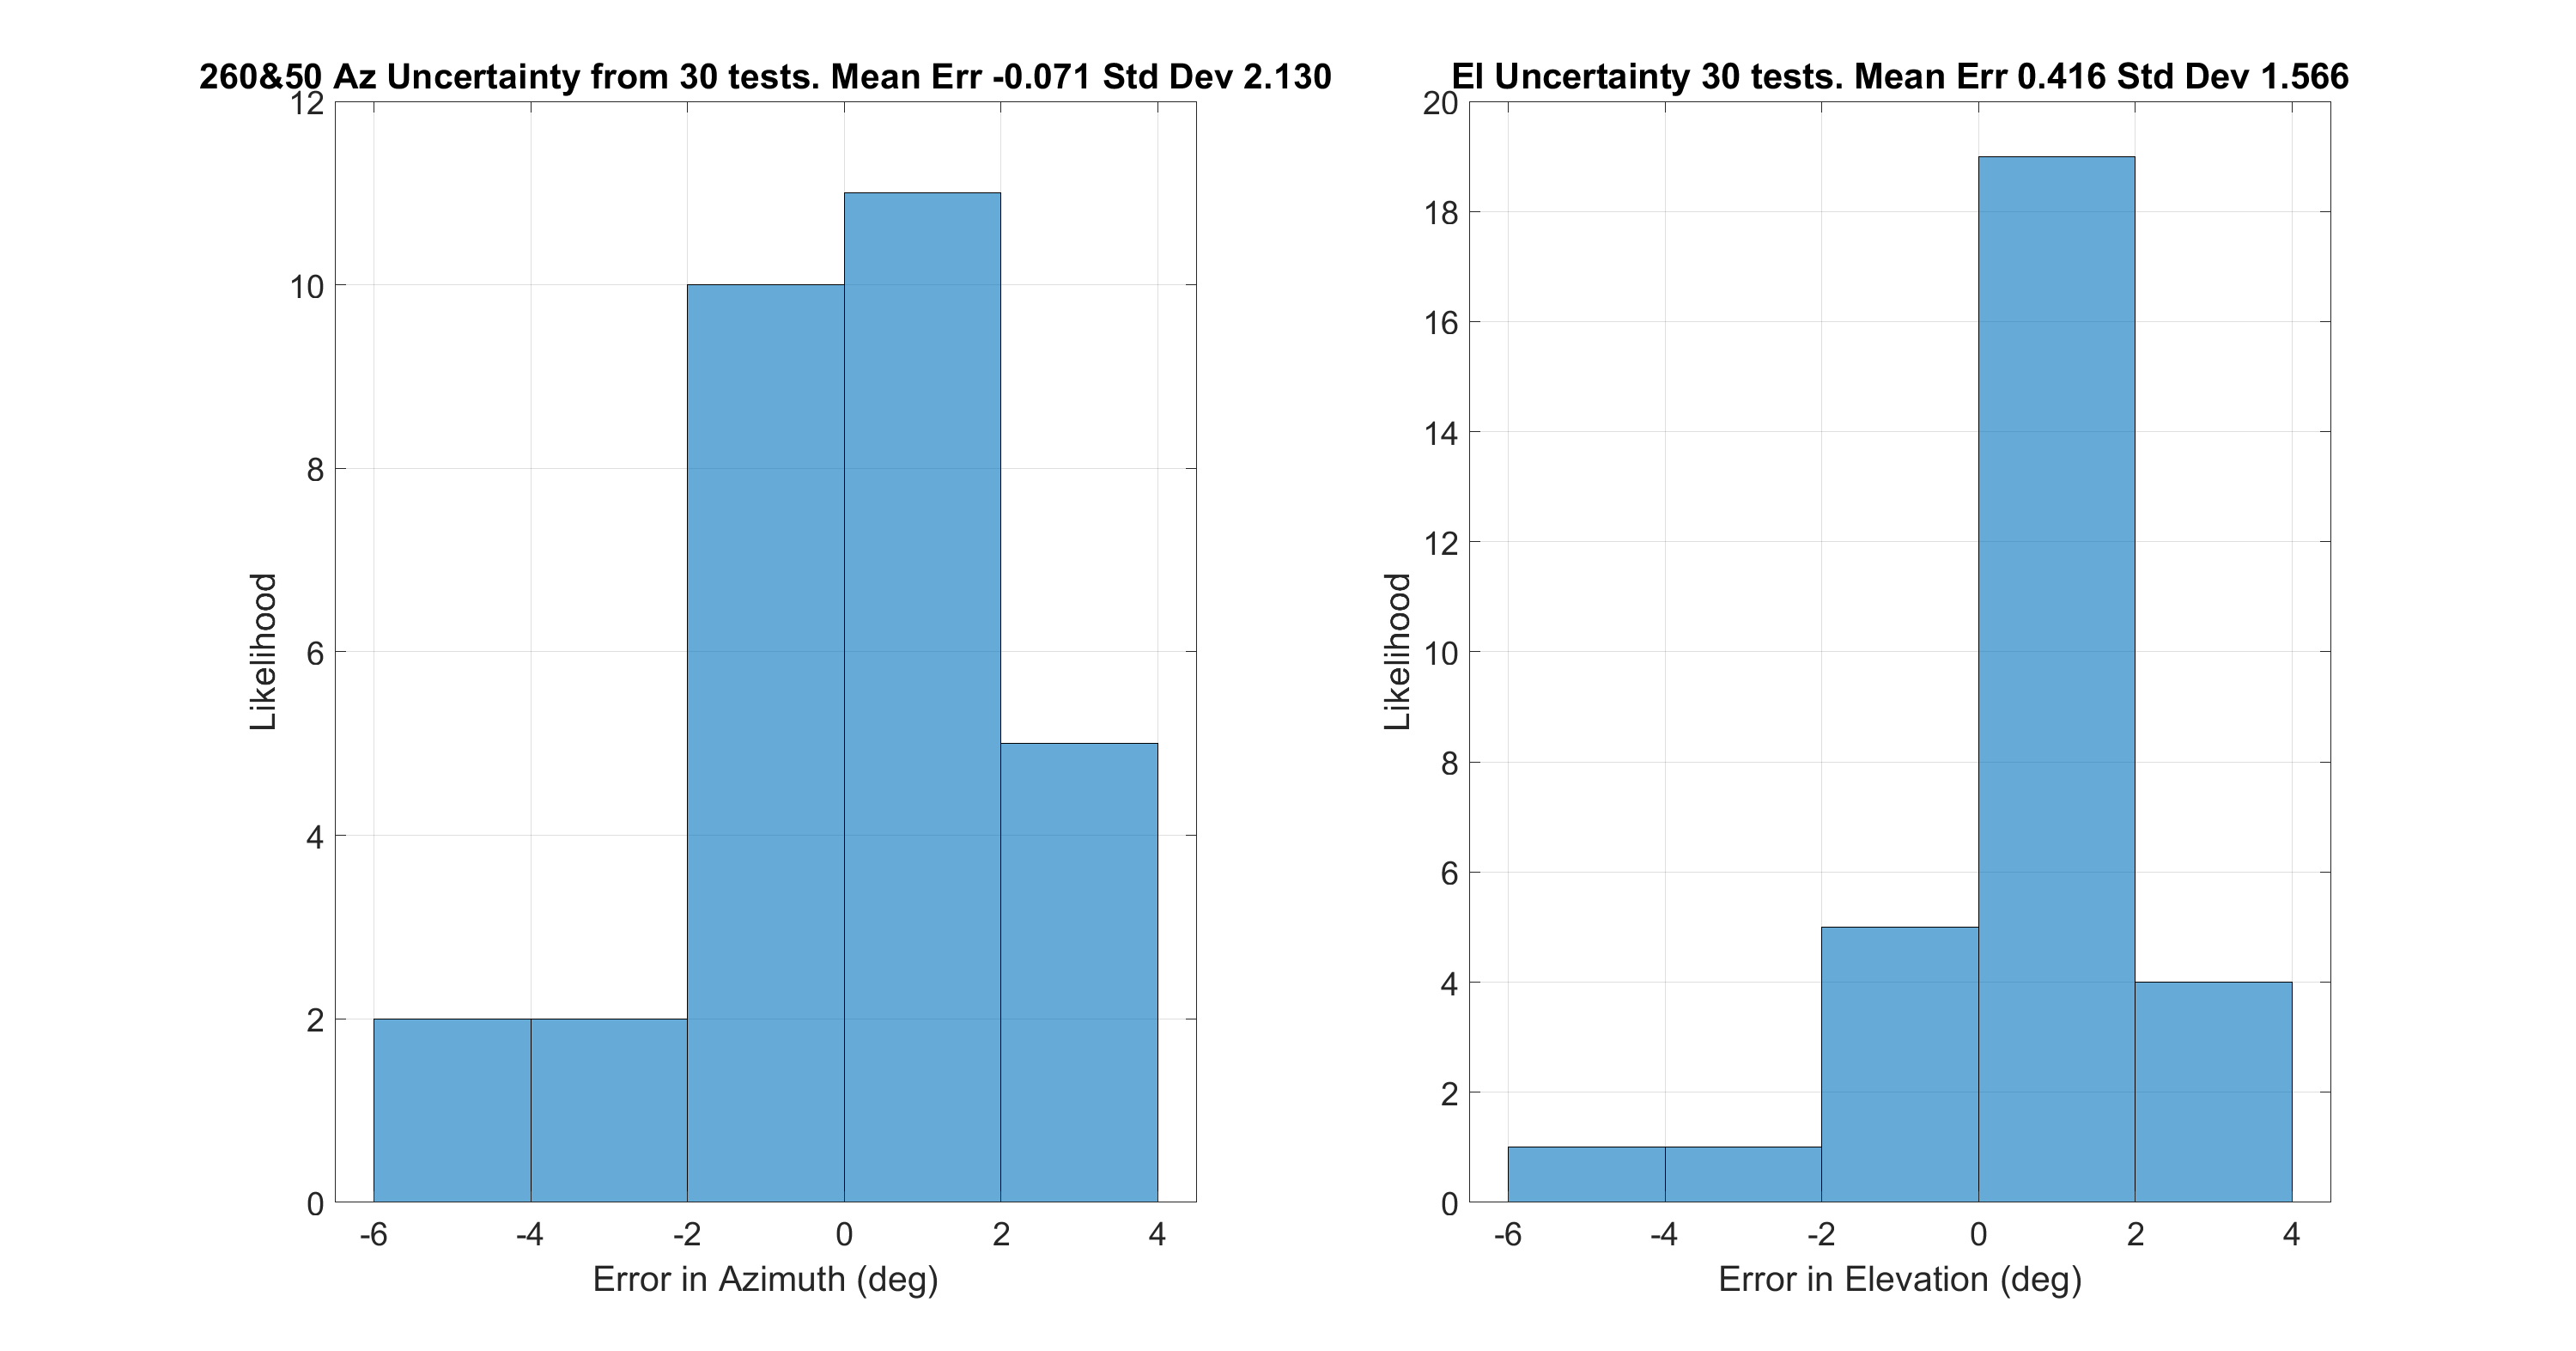 260&50 Az Uncertainty from 30 tests. Mean Err -0.071 Std Dev 2.130
12
10
8
6
4
2
0
Likelihood
-6 -4 -2 0 2 4
Error in Azimuth (deg)
El Uncertainty 30 tests. Mean Err 0.416 Std Dev 1.566
20
18
16
14
12
10
8
6
4
2
0
Likelihood
-6 -4 -2 0 2 4
Error in Elevation (deg)